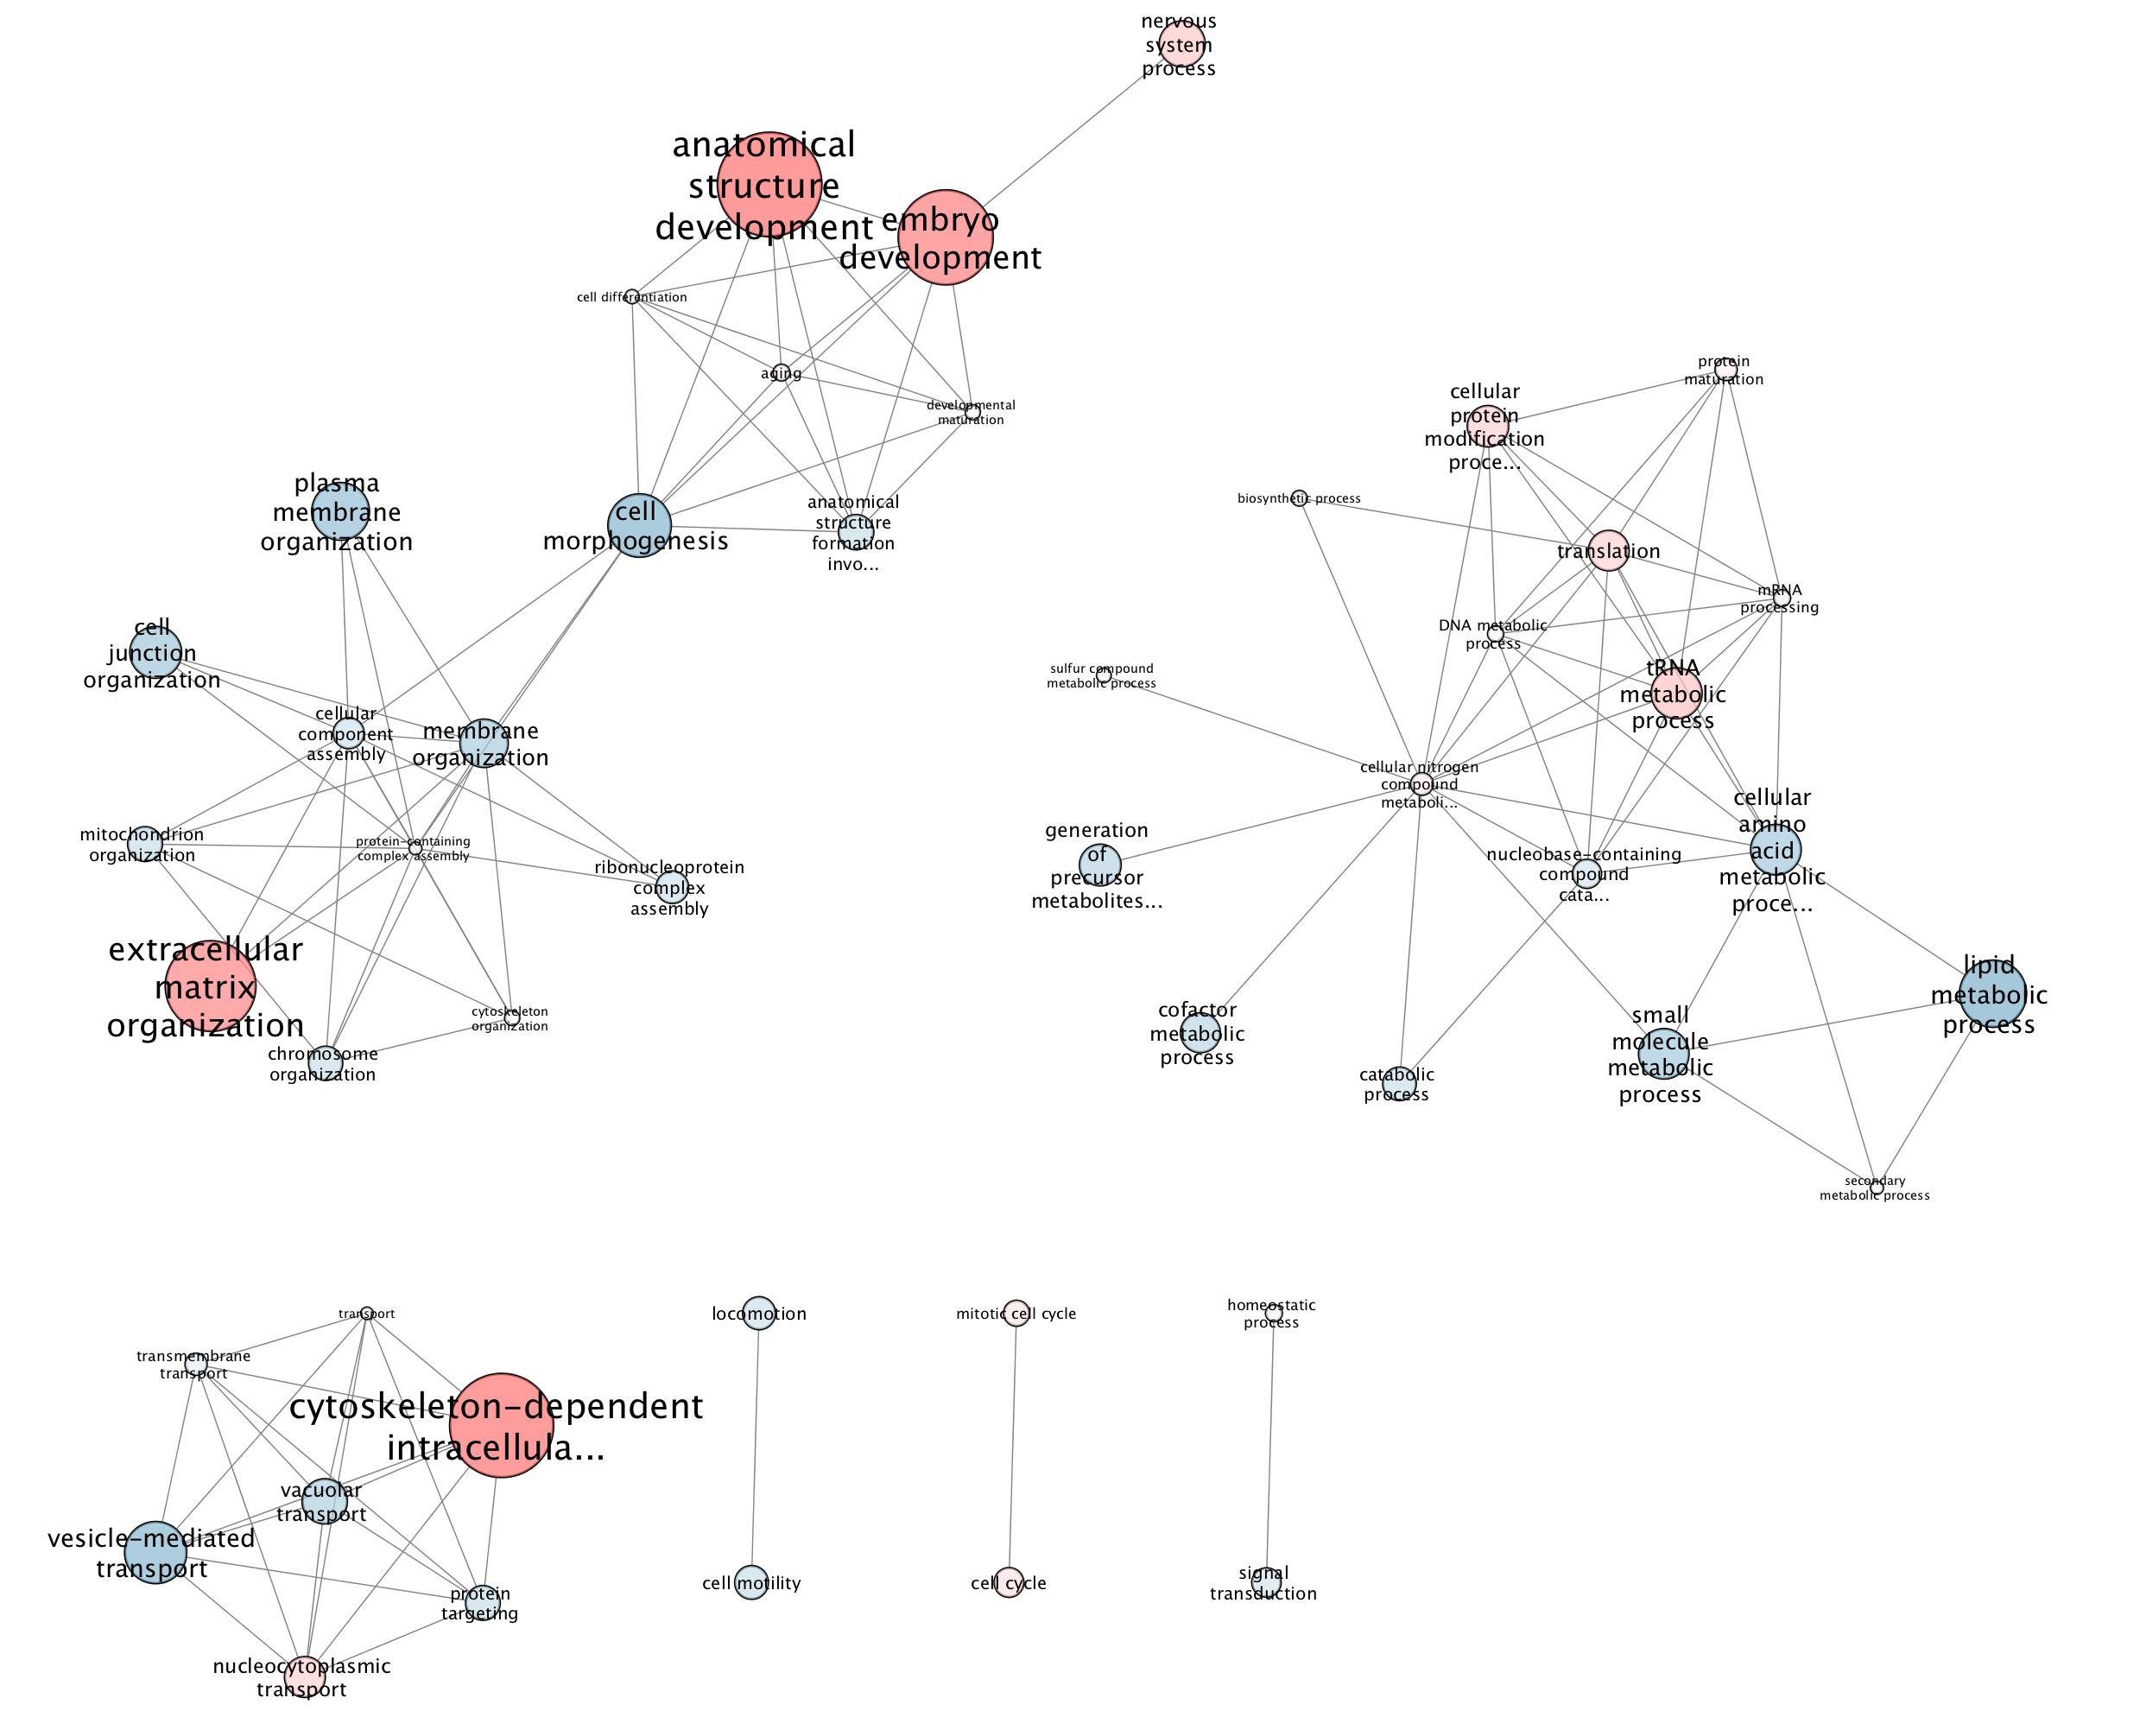 nervous
system
process
anatomical
structure
development
embryo
development
cell differentiation
aging
developmental
maturation
cell
morphogenesis
anatomical
structure
formation
invo...
plasma
membrane
organization
cell
junction
organization
cellular
component
assembly
membrane
organization
mitochondrion
organization
protein-containing
complex assembly
ribonucleoprotein
complex
assembly
extracellular
matrix
organization
cytoskeleton
organization
chromosome
organization
protein
maturation
cellular
protein
modification
proce...
biosynthetic process
translation
mRNA
processing
DNA metabolic
process
sulfur compound
metabolic process
tRNA
metabolic
process
cellular nitrogen
compound
metaboli...
generation
of
precursor
metabolites...
nucleobase-containing
compound
cata...
cellular
amino
acid
metabolic
proce...
cofactor
metabolic
process
catabolic
process
small
molecule
metabolic
process
lipid
metabolic
process
secondary
metabolic process
transport
transmembrane
transport
cytoskeleton-dependent
intracellula...
vacuolar
transport
vesicle-mediated
transport
protein
targeting
nucleocytoplasmic
transport
locomotion
cell motility
mitotic cell cycle
cell cycle
homeostatic
process
signal
transduction